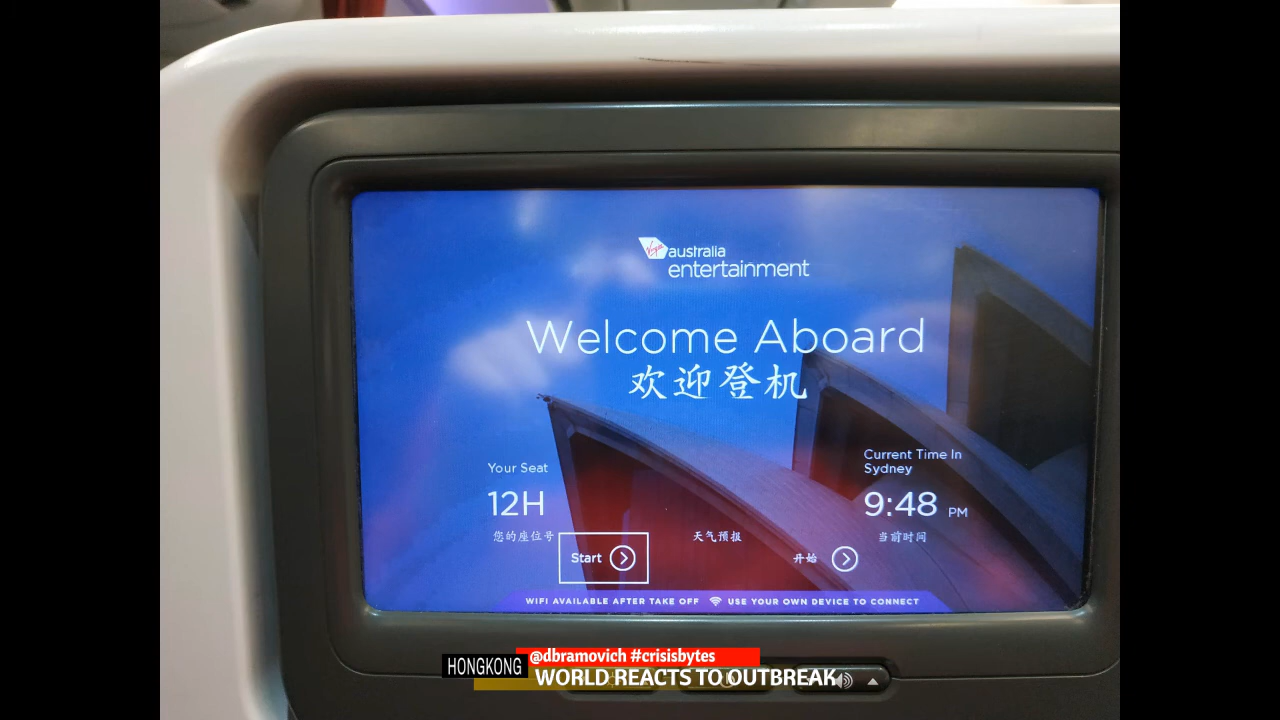 Virgin australia
entertainment
Welcome Aboard
欢迎登机
Your Seat
12H
您的座位号
Current Time In
Sydney
9:48 PM
当前时间
天气预报
Start
开始
WIFI AVAILABLE AFTER TAKE OFF USE YOUR OWN DEVICE TO CONNECT
@dbramovich #crisisbytes
HONGKONG
WORLD REACTS TO OUTBREAK